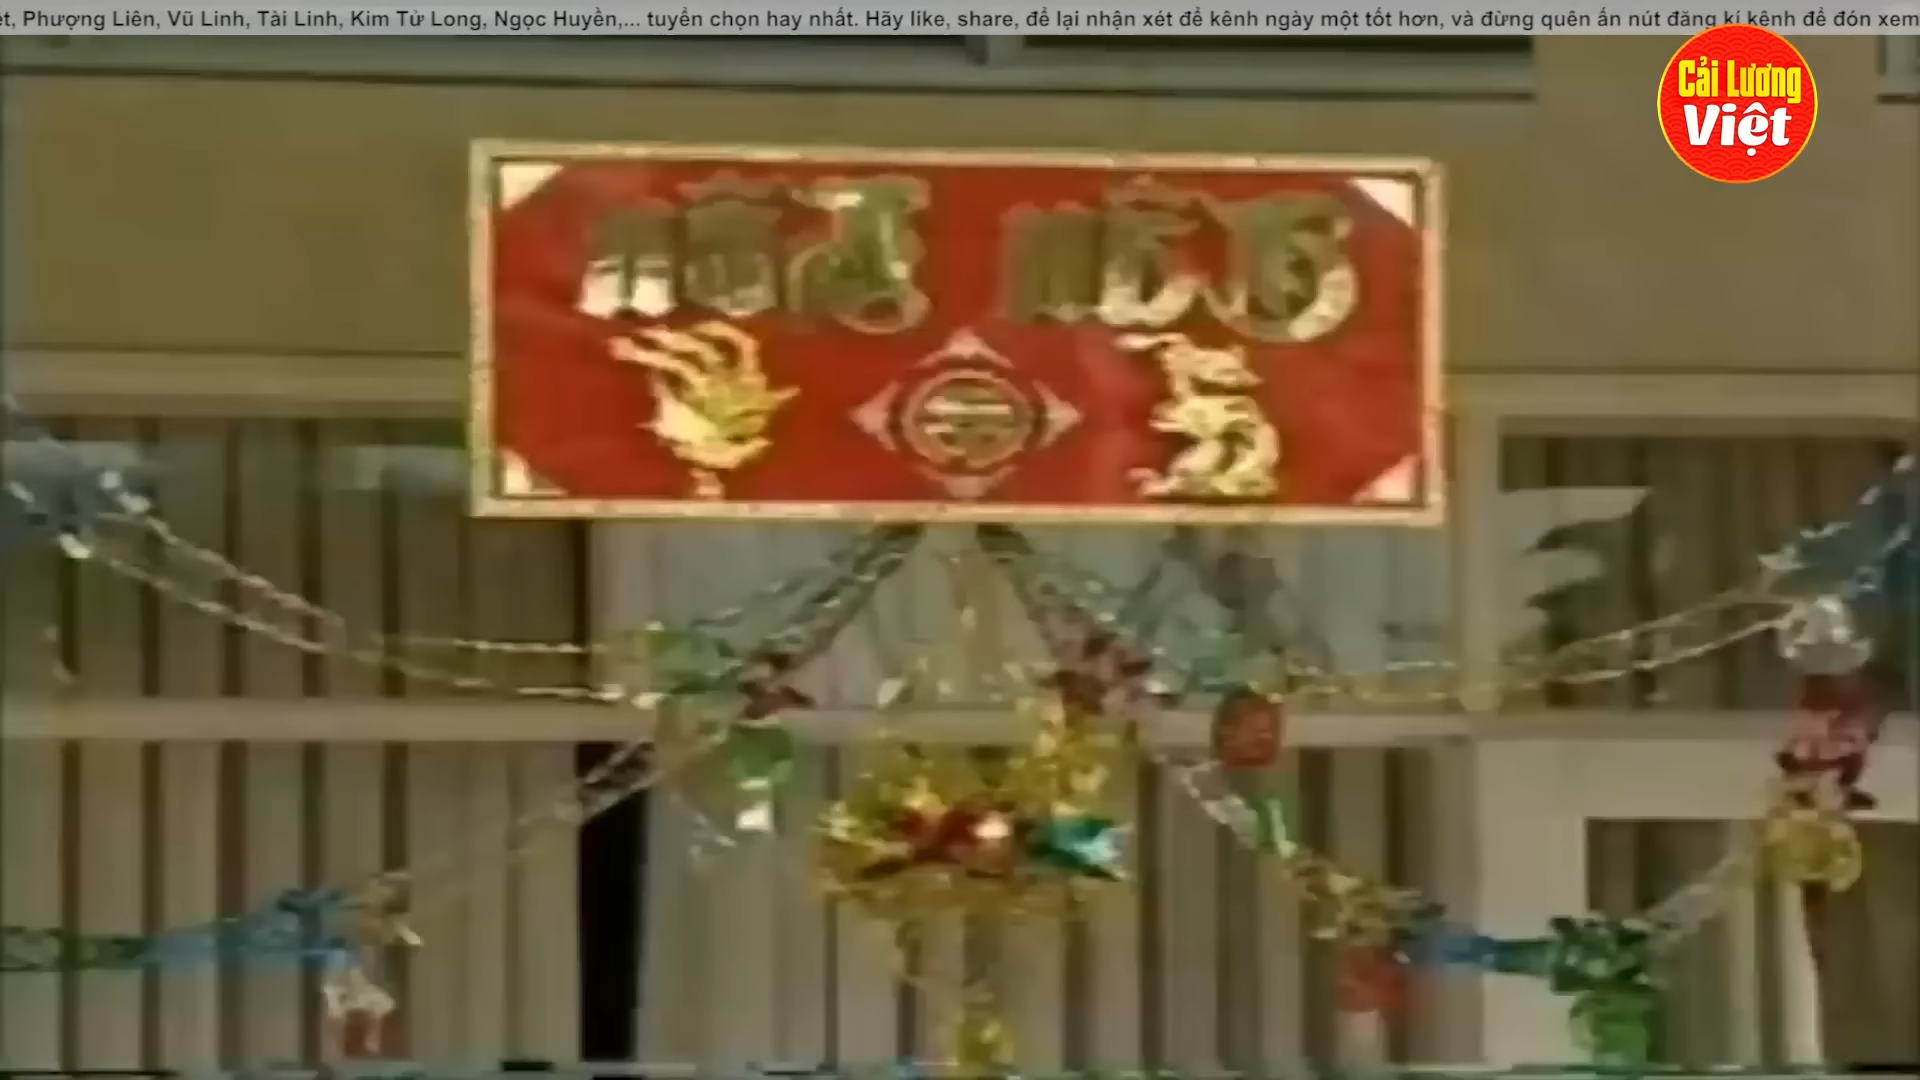 Phượng Liên, Vũ Linh, Tài Linh, Kim Tử Long, Ngọc Huyền,... tuyển chọn hay nhất. Hãy like, share, để lại nhận xét để kênh ngày một tốt hơn, và đừng quên ấn nút đăng kí kênh để đón xem
Cải Lương
Việt